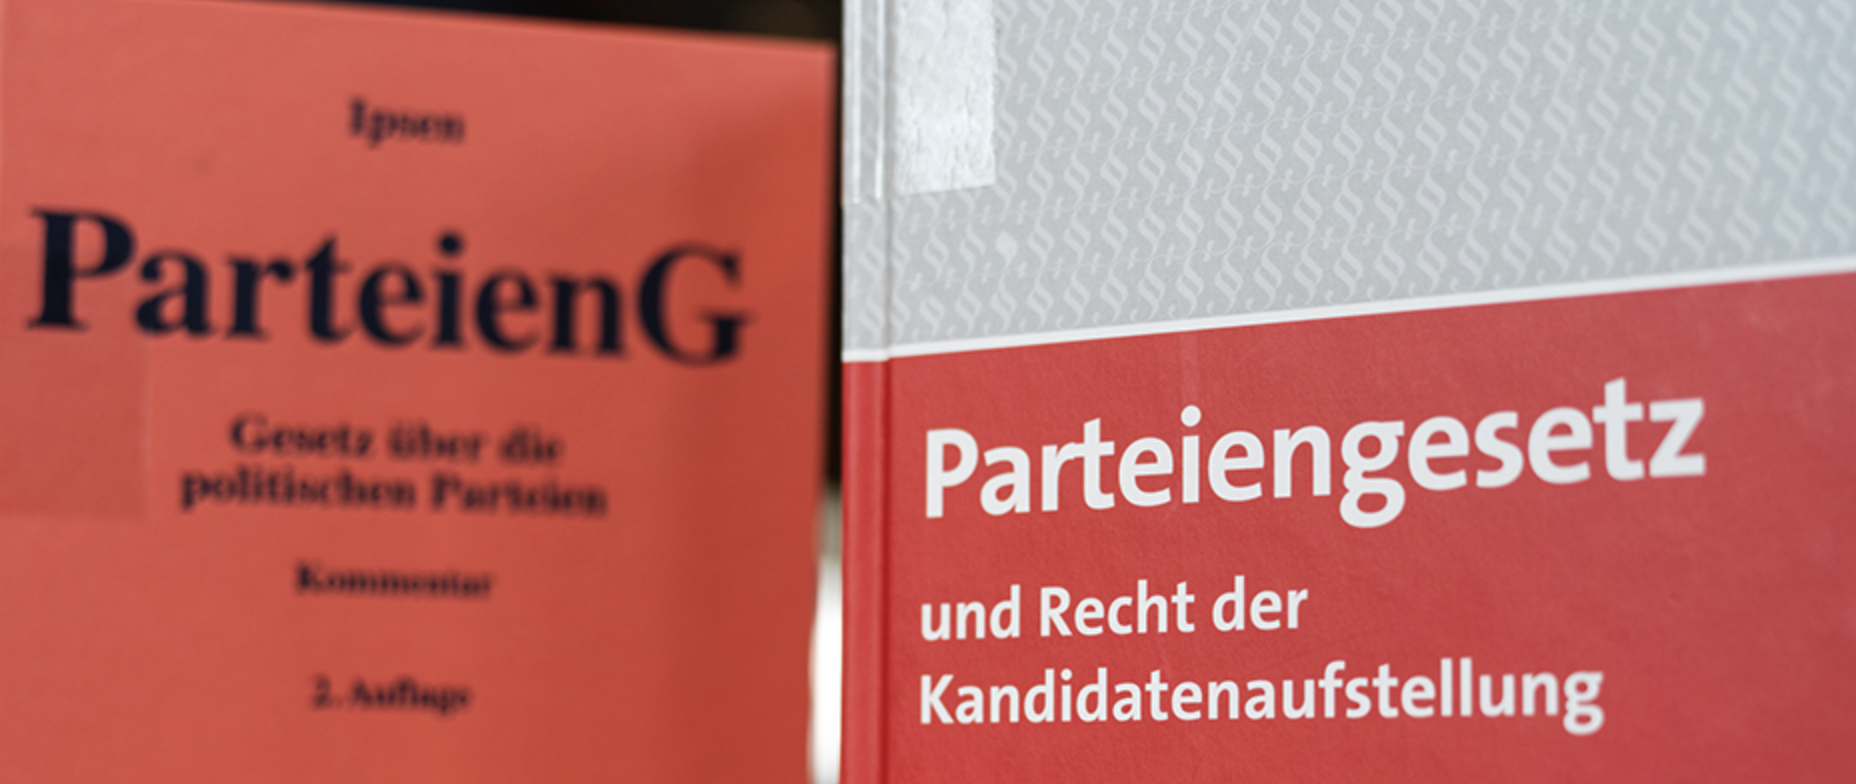 Ipsen
ParteienG
Gesetz über die
politischen Parteien
Kommentar
2. Auflage
Parteiengesetz
und Recht der
Kandidatenaufstellung